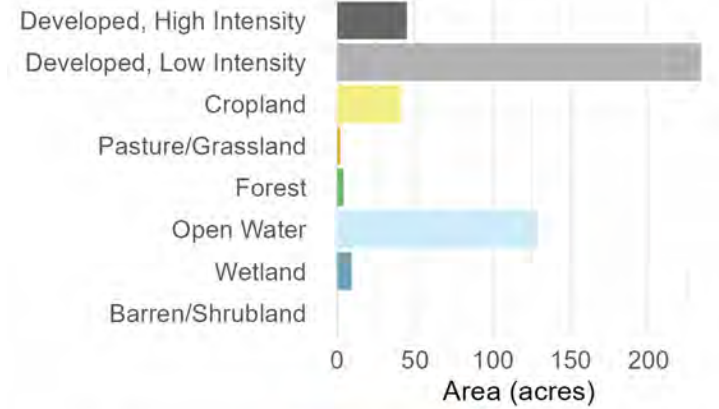 Developed, High Intensity
Developed, Low Intensity
Cropland
Pasture/Grassland
Forest
Open Water
Wetland
Barren/Shrubland
0 50 100 150 200
Area (acres)